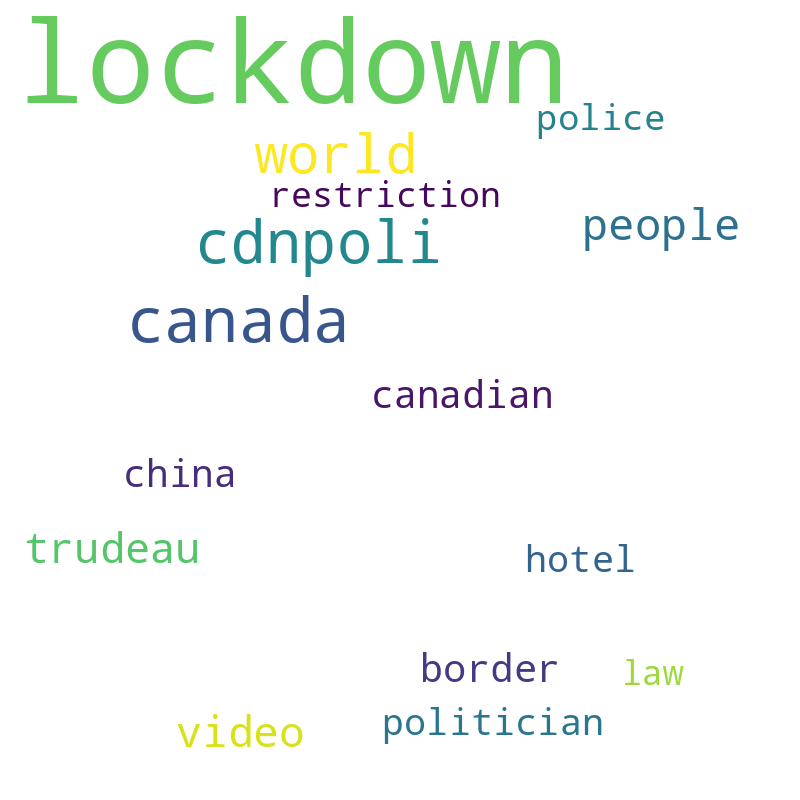 lockdown
police
world
restriction
people
cdnpoli
canada
canadian
china
trudeau
hotel
border
law
politician
video